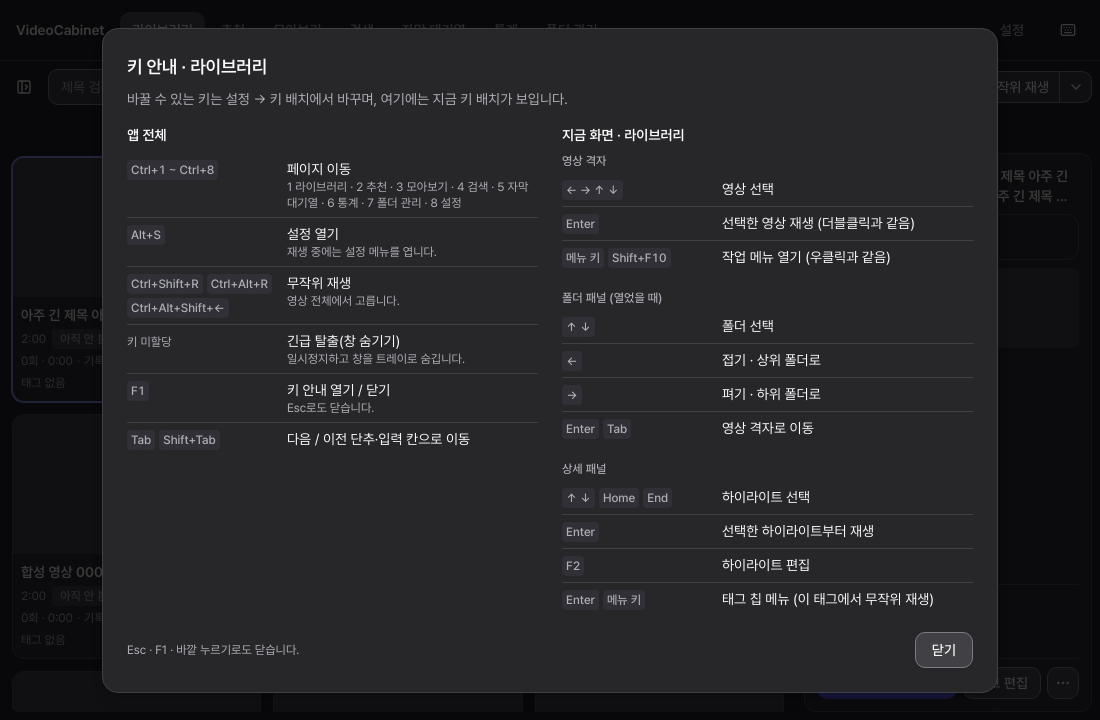 VideoCabinet
설정
키 안내 · 라이브러리
바꿀 수 있는 키는 설정 → 키 배치에서 바꾸며, 여기에는 지금 키 배치가 보입니다.
앱 전체
Ctrl+1 ~ Ctrl+8 페이지 이동
1 라이브러리 · 2 추천 · 3 모아보기 · 4 검색 · 5 자막
대기열 · 6 통계 · 7 폴더 관리 · 8 설정
Alt+S 설정 열기
재생 중에는 설정 메뉴를 엽니다.
Ctrl+Shift+R Ctrl+Alt+R 무작위 재생
Ctrl+Alt+Shift+← 영상 전체에서 고릅니다.
키 미할당 긴급 탈출(창 숨기기)
일시정지하고 창을 트레이로 숨깁니다.
F1 키 안내 열기 / 닫기
Esc로도 닫습니다.
Tab Shift+Tab 다음 / 이전 단추·입력 칸으로 이동
지금 화면 · 라이브러리
영상 격자
← → ↑ ↓ 영상 선택
Enter 선택한 영상 재생 (더블클릭과 같음)
메뉴 키 Shift+F10 작업 메뉴 열기 (우클릭과 같음)
폴더 패널 (열었을 때)
↑ ↓ 폴더 선택
← 접기 · 상위 폴더로
→ 펴기 · 하위 폴더로
Enter Tab 영상 격자로 이동
상세 패널
↑ ↓ Home End 하이라이트 선택
Enter 선택한 하이라이트부터 재생
F2 하이라이트 편집
Enter 메뉴 키 태그 칩 메뉴 (이 태그에서 무작위 재생)
Esc · F1 · 바깥 누르기로도 닫습니다.
닫기
제목
작위 재생
제목 아주 긴
주 긴 제목 ...
아주 긴 제목
2:00 아직 안
0회 · 0:00 ·
태그 없음
합성 영상 000
2:00 아직 안
0회 · 0:00 ·
태그 없음
편집